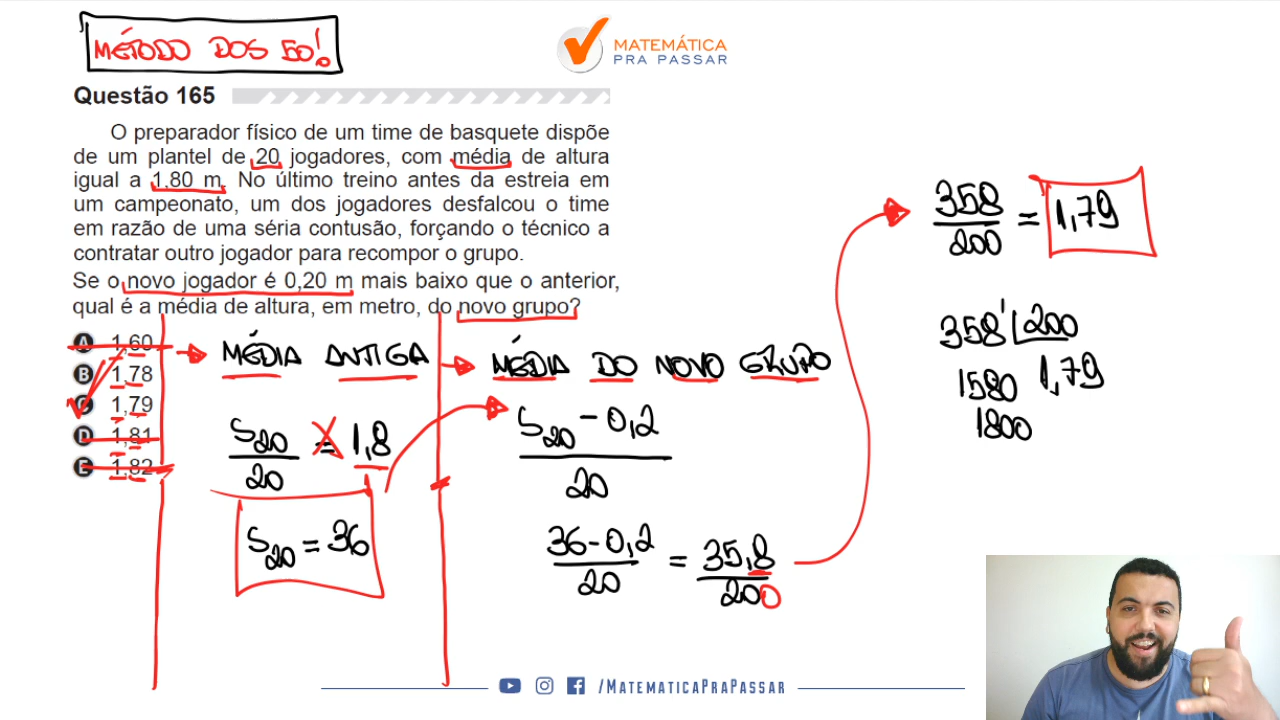 MÉTODO DOS 50!
MATEMÁTICA
PRA PASSAR
Questão 165
O preparador físico de um time de basquete dispõe
de um plantel de 20 jogadores, com média de altura
igual a 1,80 m. No último treino antes da estreia em
um campeonato, um dos jogadores desfalcou o time
em razão de uma séria contusão, forçando o técnico a
contratar outro jogador para recompor o grupo.
Se o novo jogador é 0,20 m mais baixo que o anterior,
qual é a média de altura, em metro, do novo grupo?
A 1,60
B 1,78
C 1,79
D 1,81
E 1,82
MÉDIA ANTIGA
S20 = 1,8
20
S20 = 36
MÉDIA DO NOVO GRUPO
S20 - 0,2
20
36 - 0,2 = 35,8
20 200
358 = 1,79
200
358 200
1580 1,79
1800
/MATEMATICAPRAPASSAR